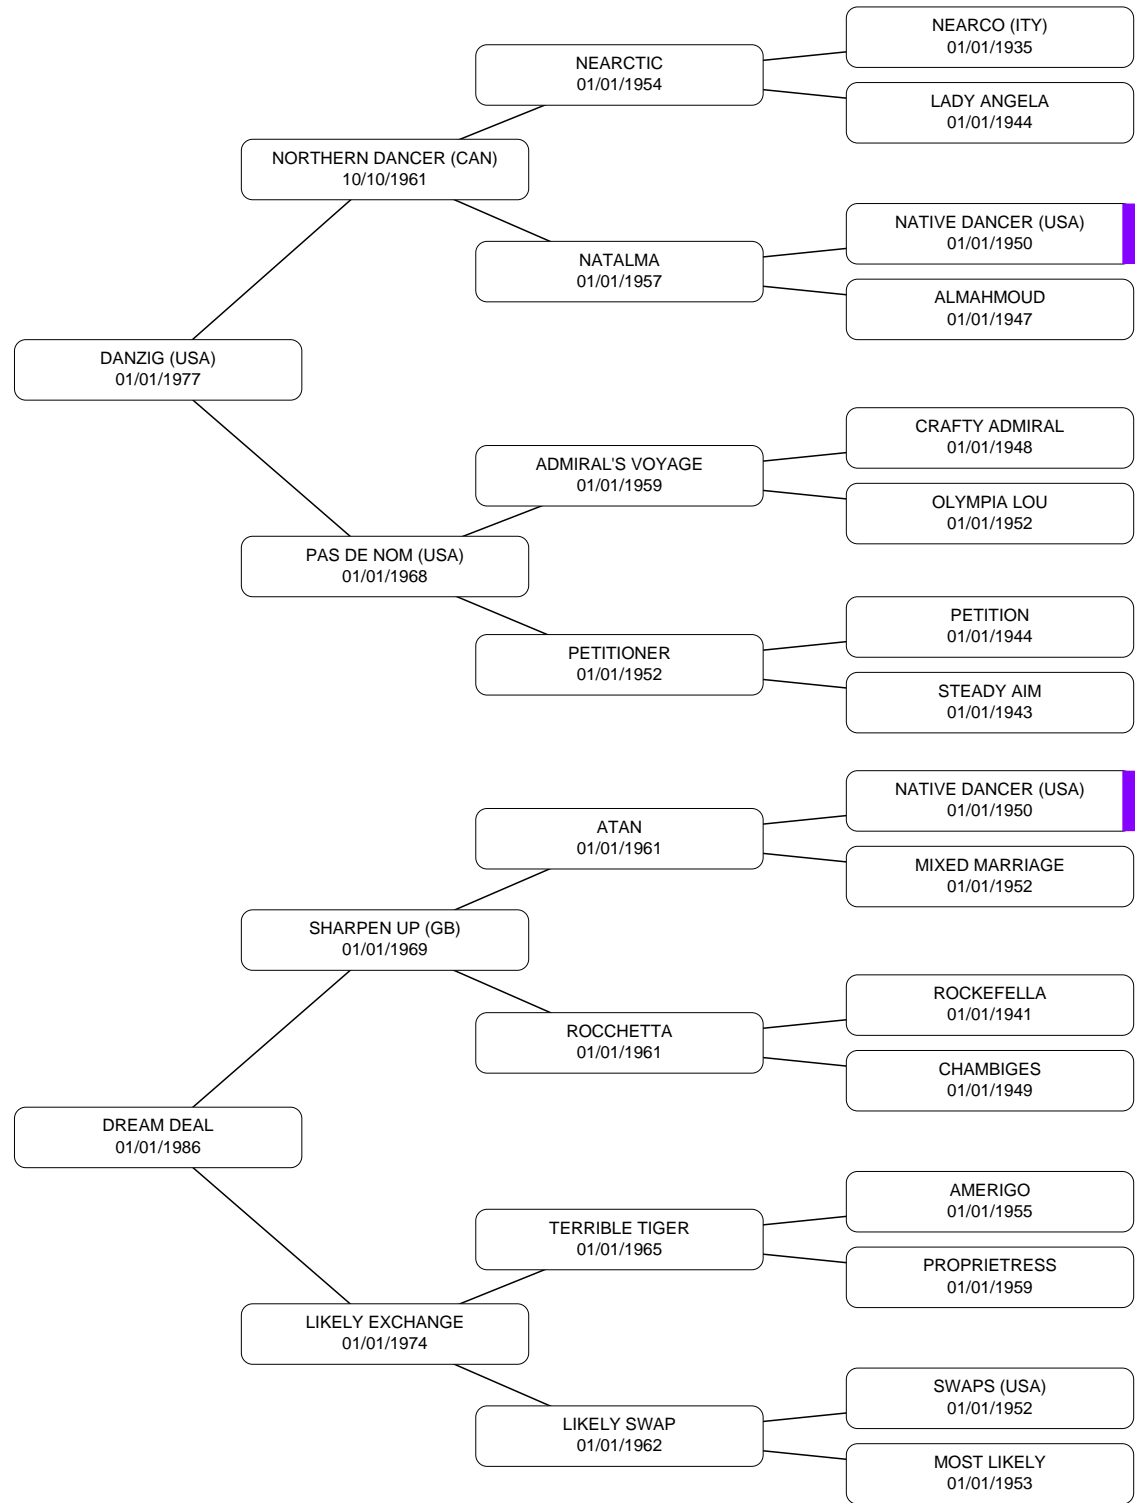 NEARCO (ITY)
01/01/1935
NEARCTIC
01/01/1954
LADY ANGELA
01/01/1944
NORTHERN DANCER (CAN)
10/10/1961
NATIVE DANCER (USA)
01/01/1950
NATALMA
01/01/1957
ALMAHMOUD
01/01/1947
DANZIG (USA)
01/01/1977
CRAFTY ADMIRAL
01/01/1948
ADMIRAL'S VOYAGE
01/01/1959
OLYMPIA LOU
01/01/1952
PAS DE NOM (USA)
01/01/1968
PETITION
01/01/1944
PETITIONER
01/01/1952
STEADY AIM
01/01/1943
NATIVE DANCER (USA)
01/01/1950
ATAN
01/01/1961
MIXED MARRIAGE
01/01/1952
SHARPEN UP (GB)
01/01/1969
ROCKEFELLA
01/01/1941
ROCCHETTA
01/01/1961
CHAMBIGES
01/01/1949
DREAM DEAL
01/01/1986
AMERIGO
01/01/1955
TERRIBLE TIGER
01/01/1965
PROPRIETRESS
01/01/1959
LIKELY EXCHANGE
01/01/1974
SWAPS (USA)
01/01/1952
LIKELY SWAP
01/01/1962
MOST LIKELY
01/01/1953